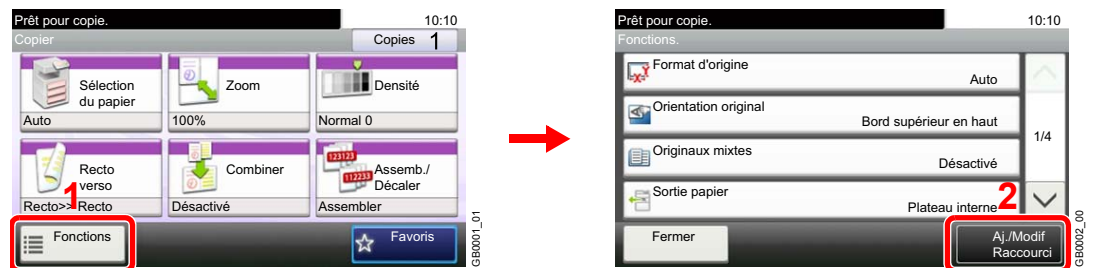 Prêt pour copie. 10:10
Copier Copies 1
Sélection
du papier
Auto
Zoom
100%
Densité
Normal 0
123123
112233
Recto
verso
Recto>> Recto
Combiner
Désactivé
Assemb./
Décaler
Assembler
1
Fonctions
Favoris
GB0001_01
Prêt pour copie. 10:10
Fonctions.
Format d'origine
Auto
Orientation original
Bord supérieur en haut
Originaux mixtes
Désactivé
Sortie papier
Plateau interne
1/4
2
Fermer
Aj./Modif
Raccourci
GB0002_00